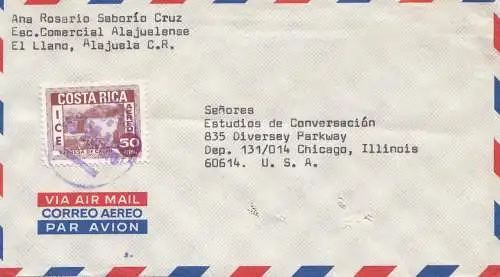 Ana Rosario Saborío Cruz
Esc.Comercial Alajuelense
El Llano, Alajuela C.R.
COSTA RICA
ICE
AEREO
50
Señores
Estudios de Conversación
835 Diversey Parkway
Dep. 131/014 Chicago, Illinois
60614. U. S. A.
VIA AIR MAIL
CORREO AEREO
PAR AVION